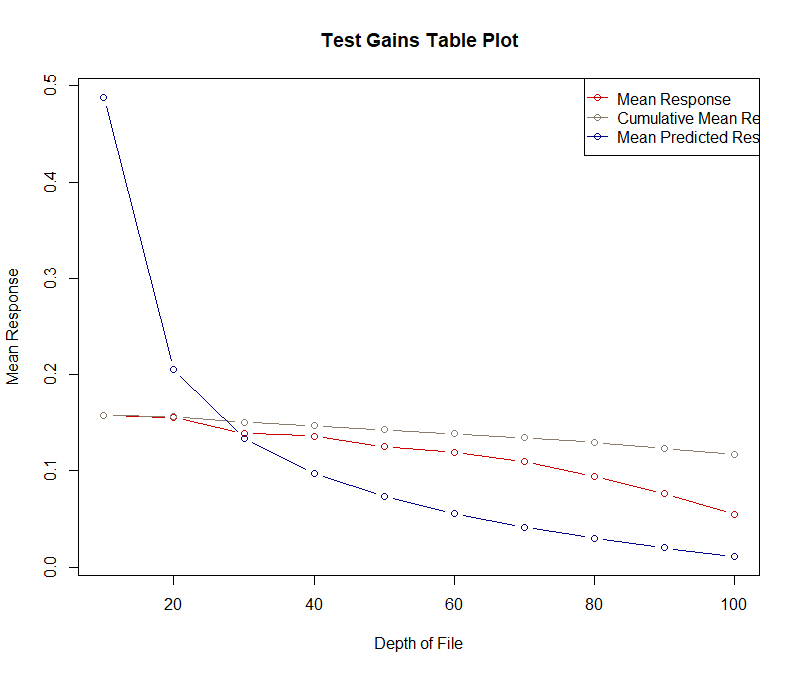 Test Gains Table Plot
Mean Response
Cumulative Mean Re
Mean Predicted Res
0.5
0.4
0.3
0.2
0.1
0.0
Mean Response
20 40 60 80 100
Depth of File